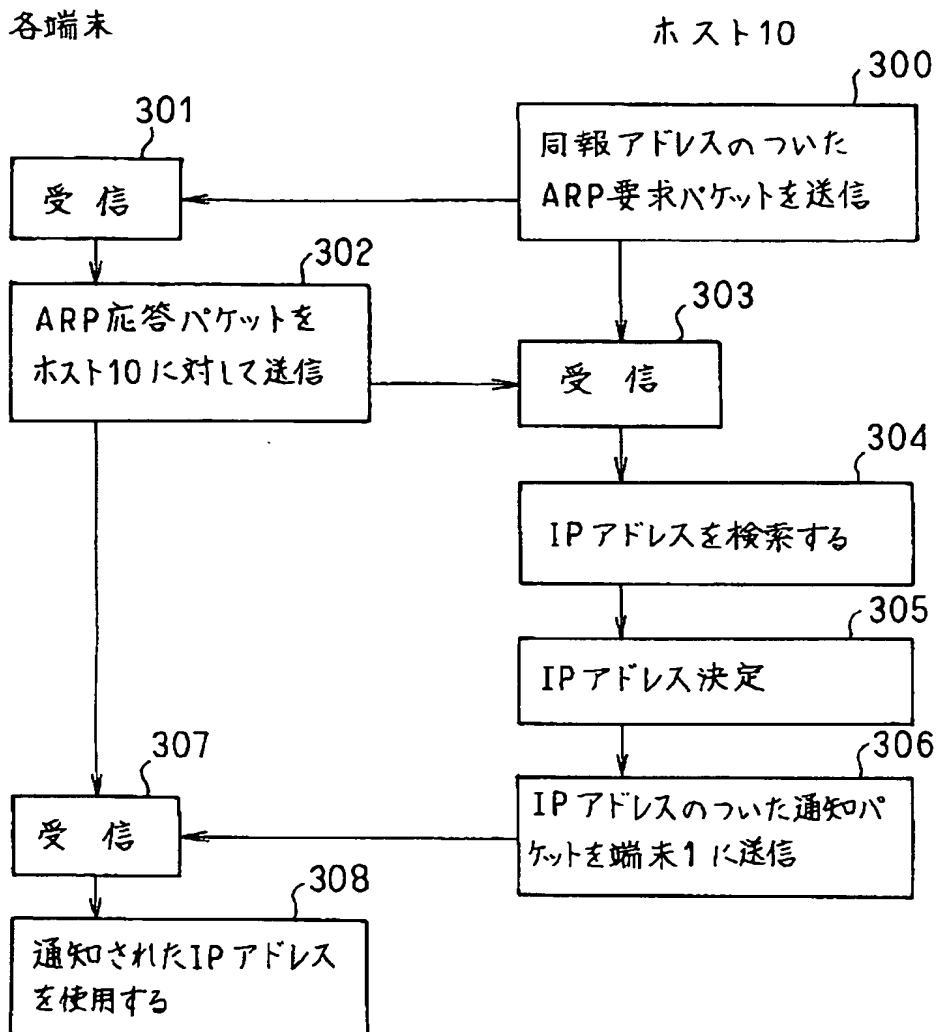 各端末
ホスト10
300
301
同報アドレスのついた
ARP要求パケットを送信
受信
302
ARP応答パケットを
ホスト10に対して送信
303
受信
304
IPアドレスを検索する
305
IPアドレス決定
307
306
受信
IPアドレスのついた通知パ
ケットを端末1に送信
308
通知されたIPアドレス
を使用する